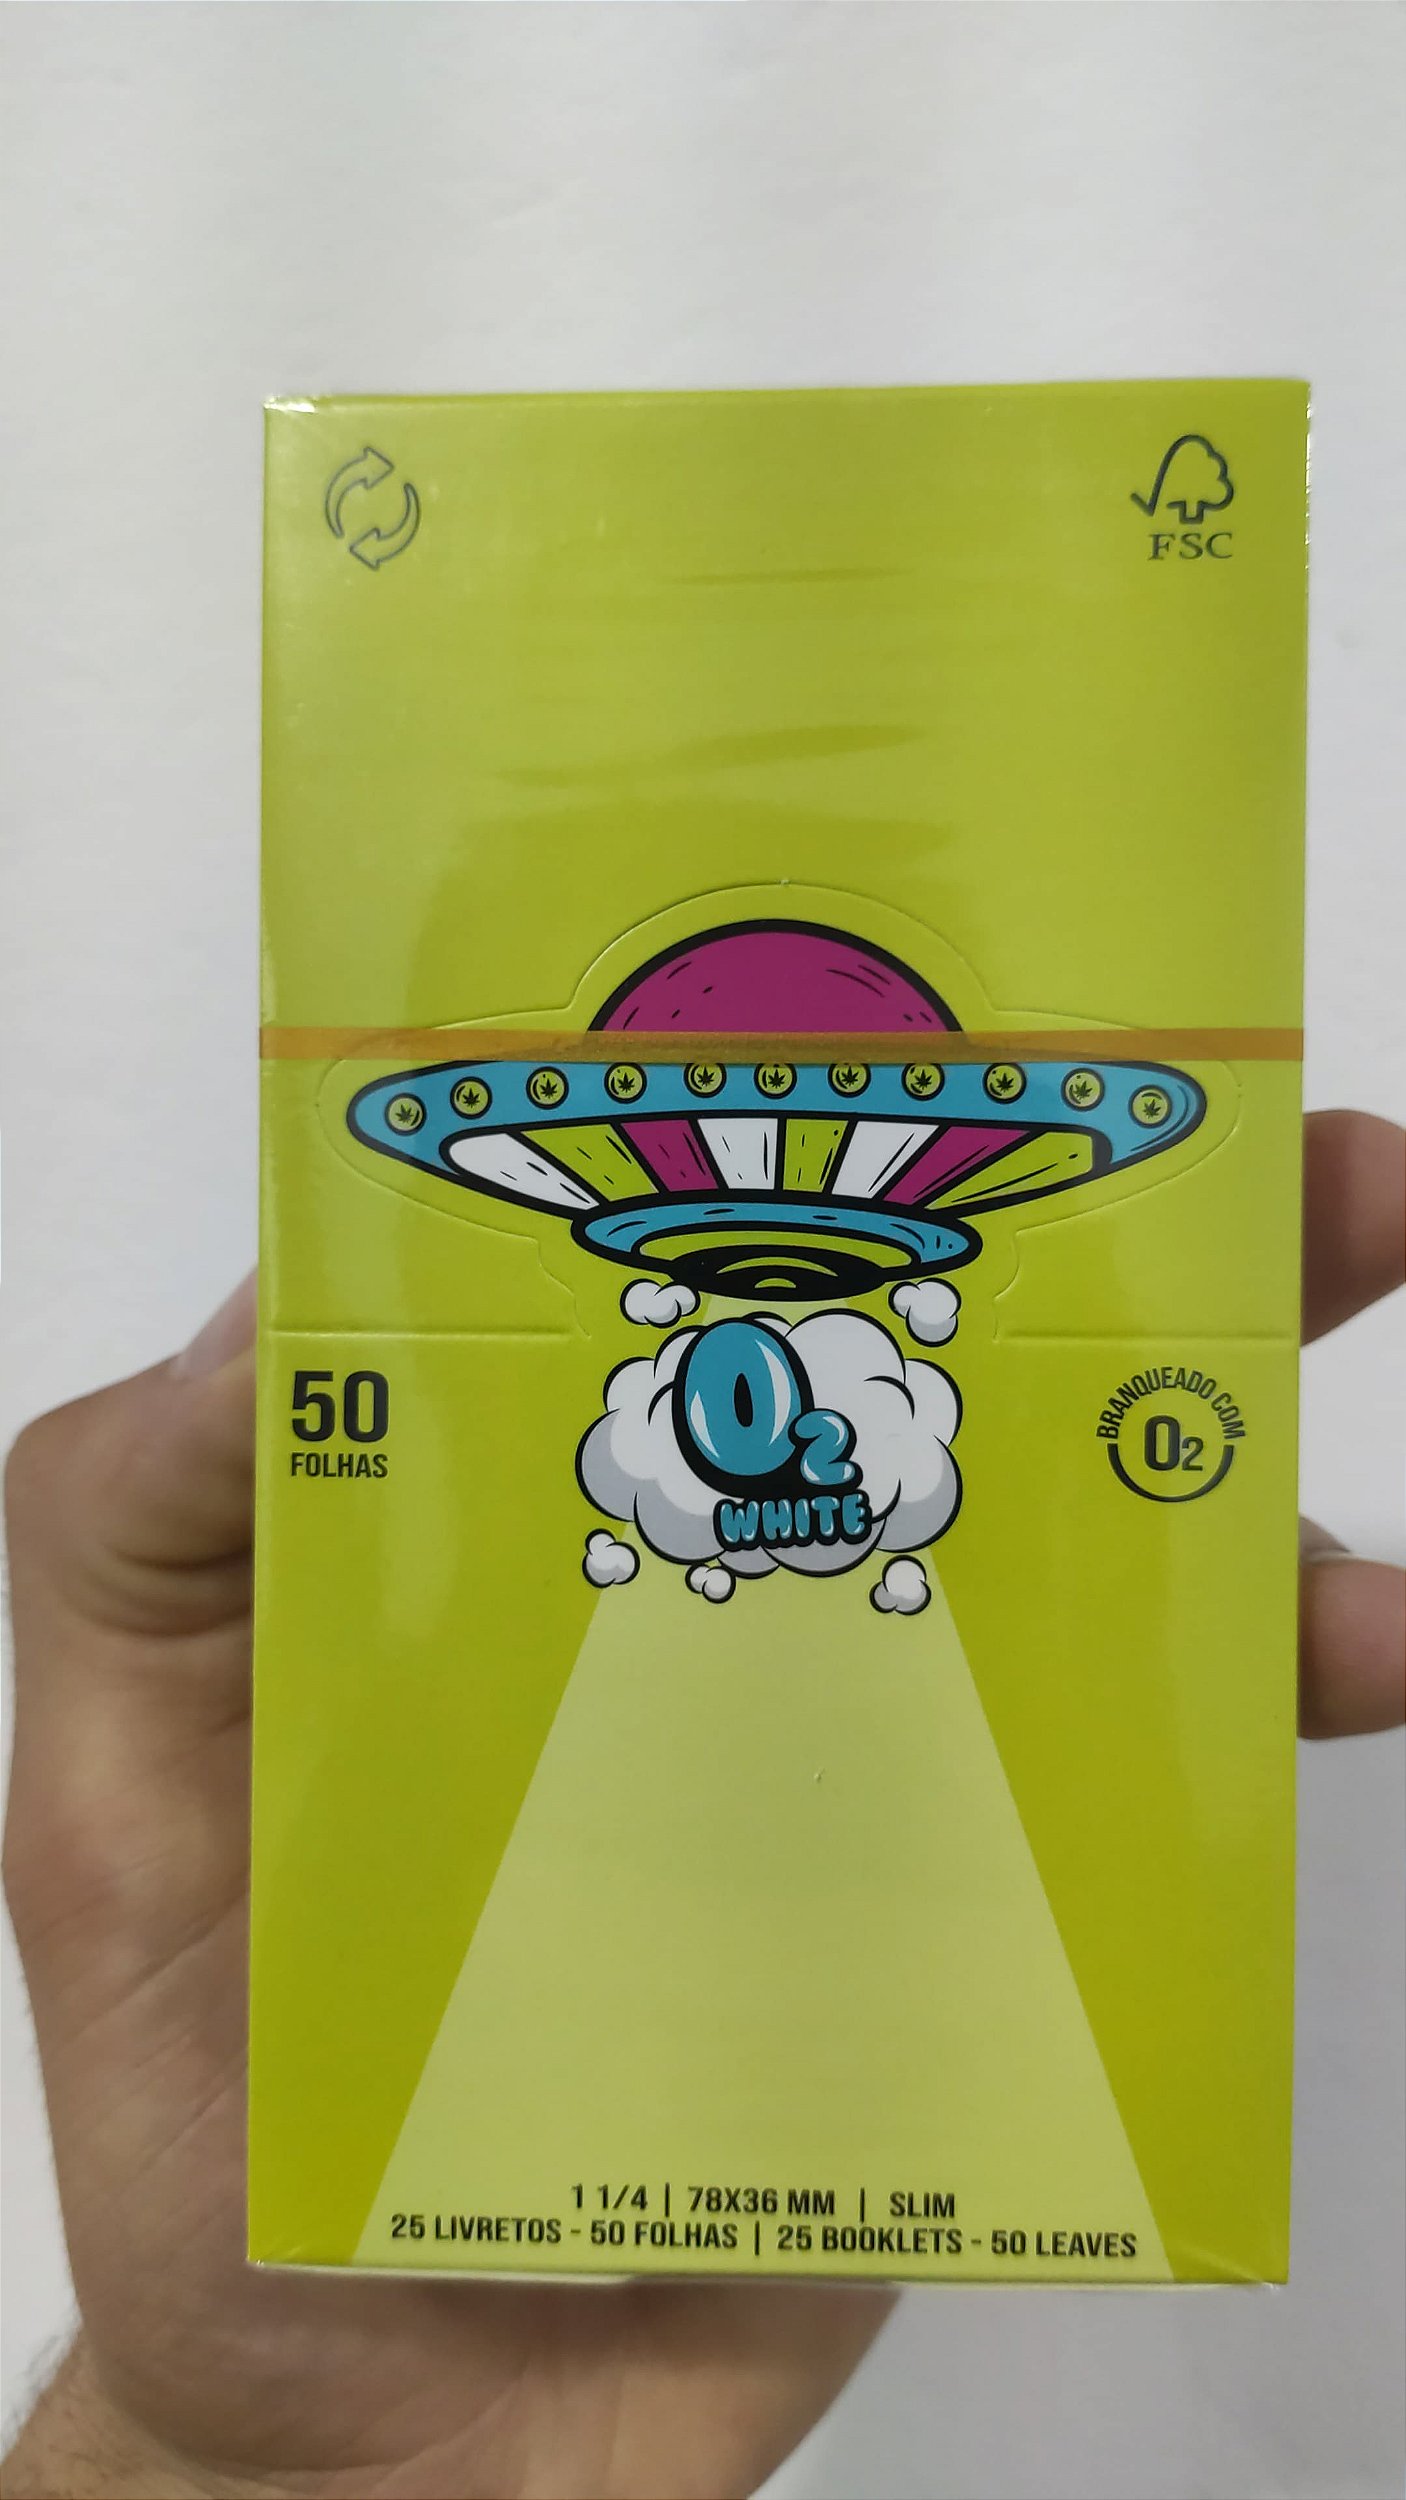 FSC
50
FOLHAS
O2
WHITE
BRANQUEADO COM
O2
1 1/4 | 78X36 MM | SLIM
25 LIVRETOS - 50 FOLHAS | 25 BOOKLETS - 50 LEAVES